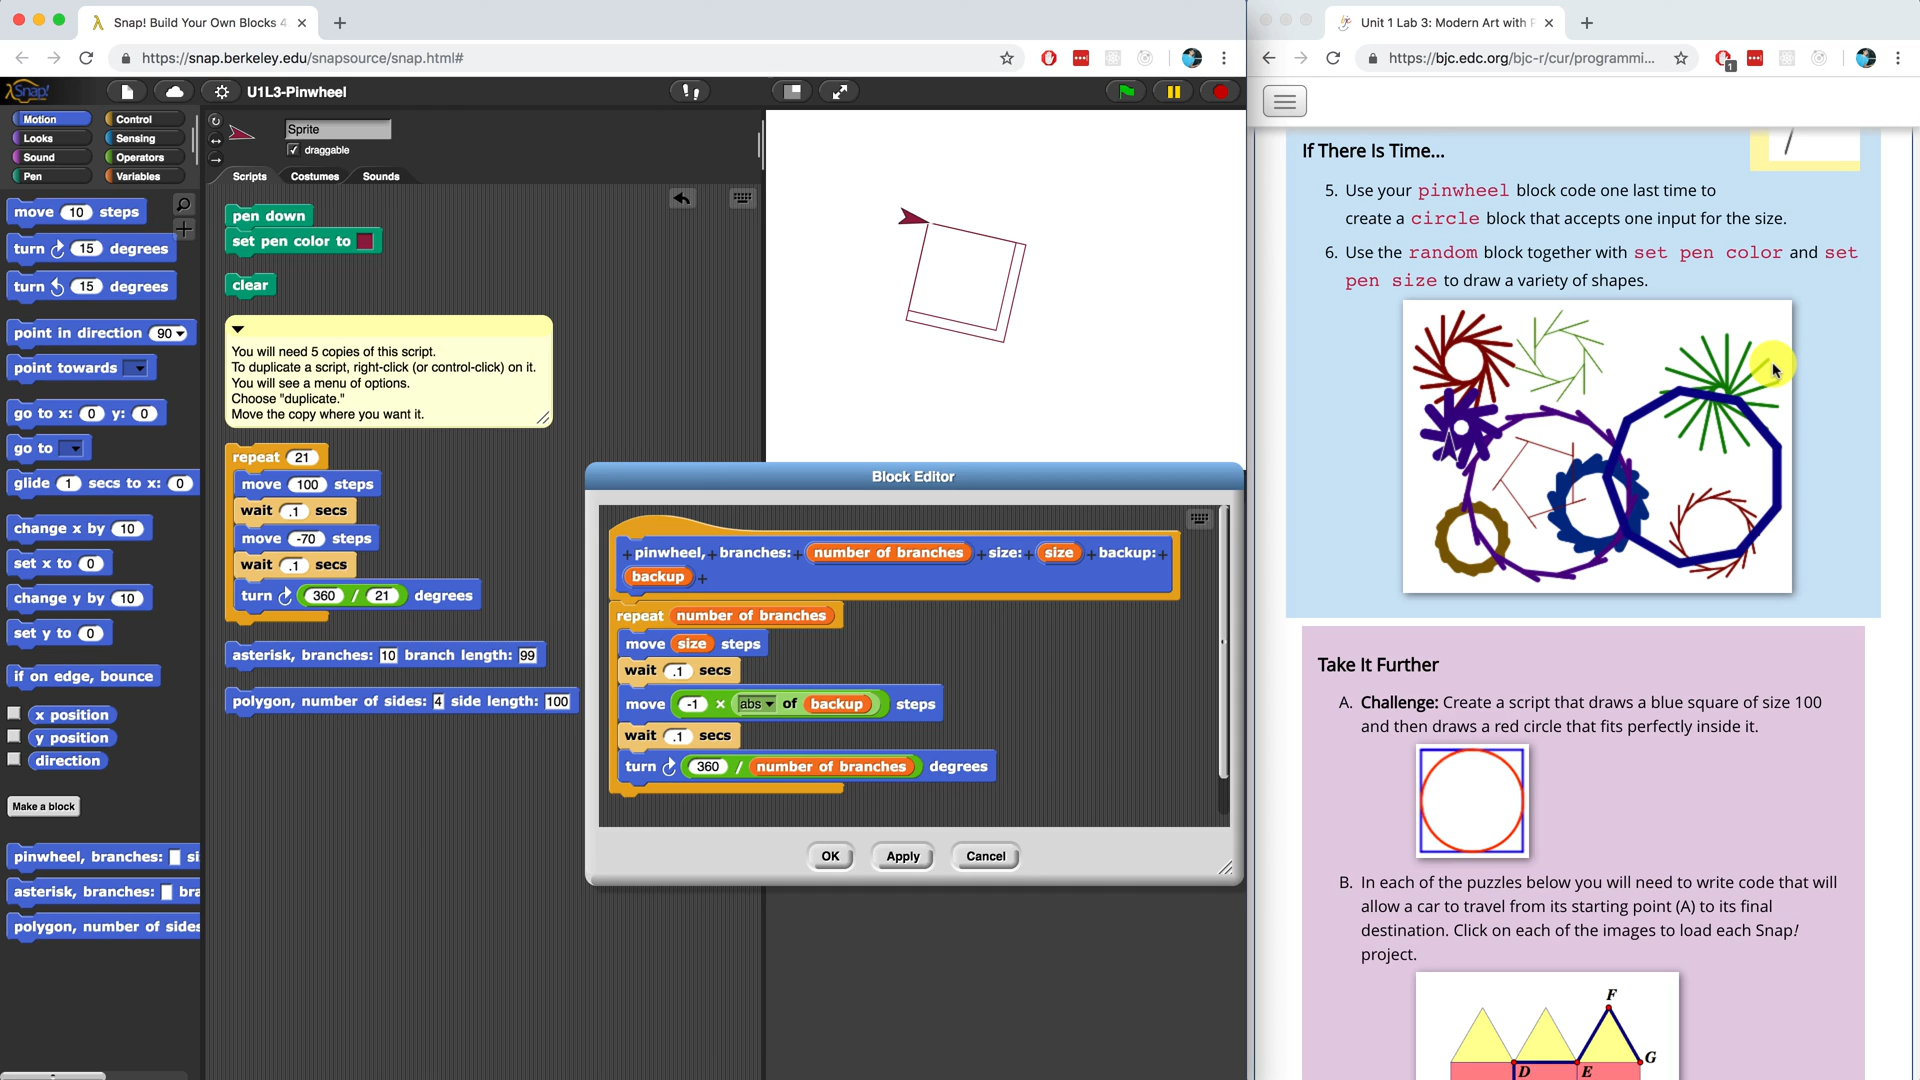 Snap! Build Your Own Blocks 4
https://snap.berkeley.edu/snapsource/snap.html#
Snap!
U1L3-Pinwheel
Motion
Control
Looks
Sensing
Sound
Operators
Pen
Variables
move 10 steps
turn 15 degrees
turn 15 degrees
point in direction 90
point towards
go to x: 0 y: 0
go to
glide 1 secs to x: 0
change x by 10
set x to 0
change y by 10
set y to 0
if on edge, bounce
x position
y position
direction
Make a block
pinwheel, branches: si
asterisk, branches: bra
polygon, number of sides
Sprite
draggable
Scripts Costumes Sounds
pen down
set pen color to
clear
You will need 5 copies of this script.
To duplicate a script, right-click (or control-click) on it.
You will see a menu of options.
Choose "duplicate."
Move the copy where you want it.
repeat 21
move 100 steps
wait .1 secs
move -70 steps
wait .1 secs
turn 360 / 21 degrees
asterisk, branches: 10 branch length: 99
polygon, number of sides: 4 side length: 100
Block Editor
+ pinwheel, + branches: + number of branches + size: + size + backup: +
backup +
repeat number of branches
move size steps
wait .1 secs
move -1 × abs of backup steps
wait .1 secs
turn 360 / number of branches degrees
OK Apply Cancel
Unit 1 Lab 3: Modern Art with P
https://bjc.edc.org/bjc-r/cur/programmi...
1
If There Is Time...
5. Use your pinwheel block code one last time to
create a circle block that accepts one input for the size.
6. Use the random block together with set pen color and set
pen size to draw a variety of shapes.
Take It Further
A. Challenge: Create a script that draws a blue square of size 100
and then draws a red circle that fits perfectly inside it.
B. In each of the puzzles below you will need to write code that will
allow a car to travel from its starting point (A) to its final
destination. Click on each of the images to load each Snap!
project.
F
G
D
E